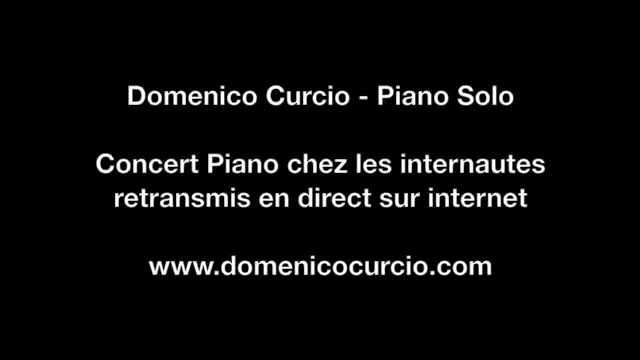 Domenico Curcio - Piano Solo
Concert Piano chez les internautes
retransmis en direct sur internet
www.domenicocurcio.com